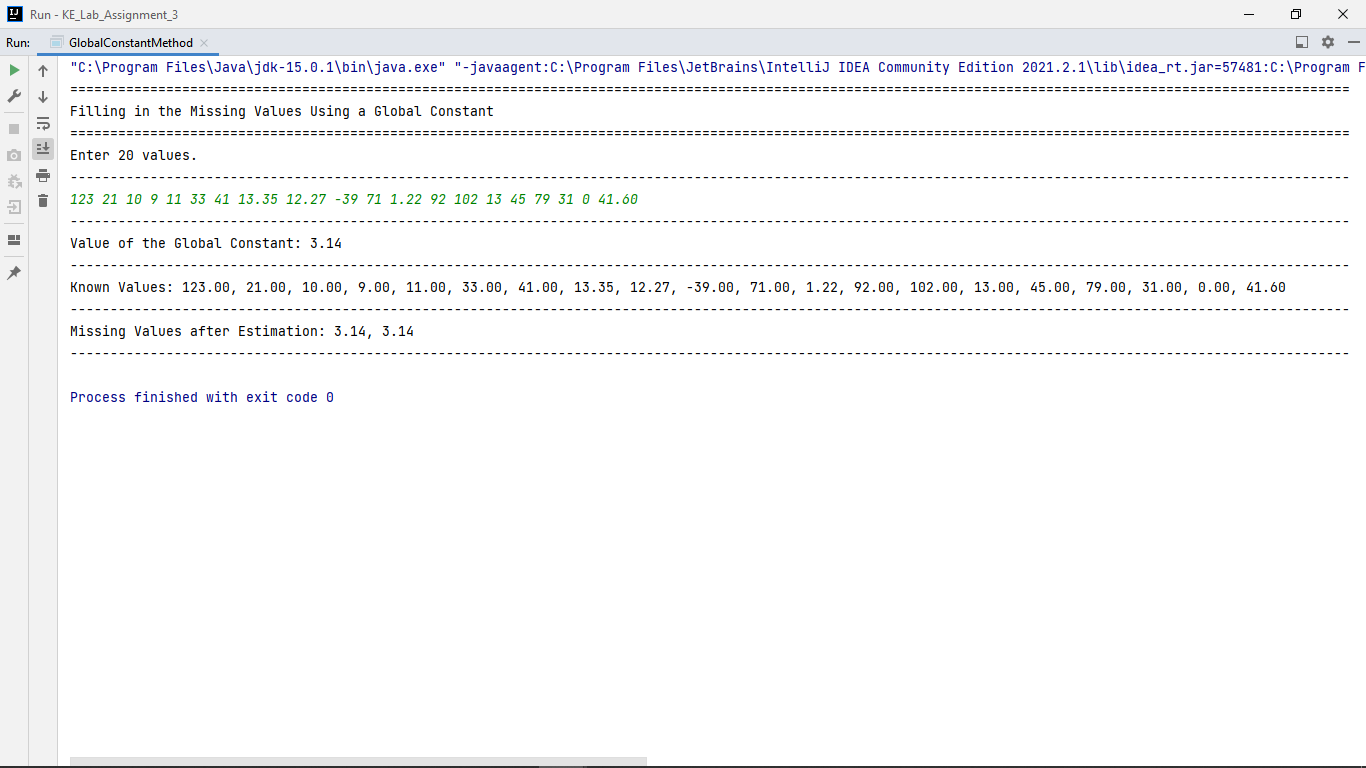 Run - KE_Lab_Assignment_3
Run: GlobalConstantMethod
"C:\Program Files\Java\jdk-15.0.1\bin\java.exe" "-javaagent:C:\Program Files\JetBrains\IntelliJ IDEA Community Edition 2021.2.1\lib\idea_rt.jar=57481:C:\Program F
================================================================================================================================================================
Filling in the Missing Values Using a Global Constant
================================================================================================================================================================
Enter 20 values.
----------------------------------------------------------------------------------------------------------------------------------------------------------------
123 21 10 9 11 33 41 13.35 12.27 -39 71 1.22 92 102 13 45 79 31 0 41.60
----------------------------------------------------------------------------------------------------------------------------------------------------------------
Value of the Global Constant: 3.14
----------------------------------------------------------------------------------------------------------------------------------------------------------------
Known Values: 123.00, 21.00, 10.00, 9.00, 11.00, 33.00, 41.00, 13.35, 12.27, -39.00, 71.00, 1.22, 92.00, 102.00, 13.00, 45.00, 79.00, 31.00, 0.00, 41.60
----------------------------------------------------------------------------------------------------------------------------------------------------------------
Missing Values after Estimation: 3.14, 3.14
----------------------------------------------------------------------------------------------------------------------------------------------------------------
Process finished with exit code 0